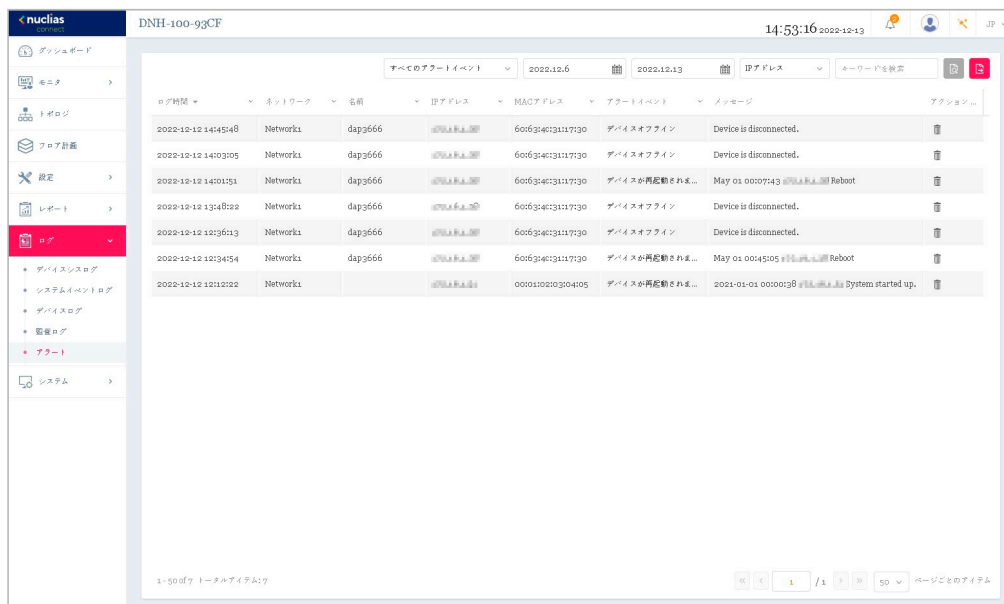 nuclias
connect
DNH-100-93CF
14:53:16 2022-12-13
JP
ダッシュボード
モニタ
トポロジ
フロア計画
設定
レポート
ログ
デバイスシスログ
システムイベントログ
デバイスログ
監催ログ
アラート
システム
すべてのアラートイベント 2022.12.6 2022.12.13 IPアドレス キーワードを検索
ログ時間 ネットワーク 名前 IPアドレス MACアドレス アラートイベント メッセージ アクション...
2022-12-12 14:45:48 Network1 dap3666 60:63:4c:31:17:30 デバイスオフライン Device is disconnected.
2022-12-12 14:03:05 Network1 dap3666 60:63:4c:31:17:30 デバイスオフライン Device is disconnected.
2022-12-12 14:01:51 Network1 dap3666 60:63:4c:31:17:30 デバイスが再起動されま... May 01 00:07:43 Reboot
2022-12-12 13:48:22 Network1 dap3666 60:63:4c:31:17:30 デバイスオフライン Device is disconnected.
2022-12-12 12:36:13 Network1 dap3666 60:63:4c:31:17:30 デバイスオフライン Device is disconnected.
2022-12-12 12:34:54 Network1 dap3666 60:63:4c:31:17:30 デバイスが再起動されま... May 01 00:45:05 Reboot
2022-12-12 12:12:22 Network1 00:01:02:03:04:05 デバイスが再起動されま... 2021-01-01 00:00:38 System started up.
1 - 50 of 7 トータルアイテム: 7
1 / 1 50 ページごとのアイテム